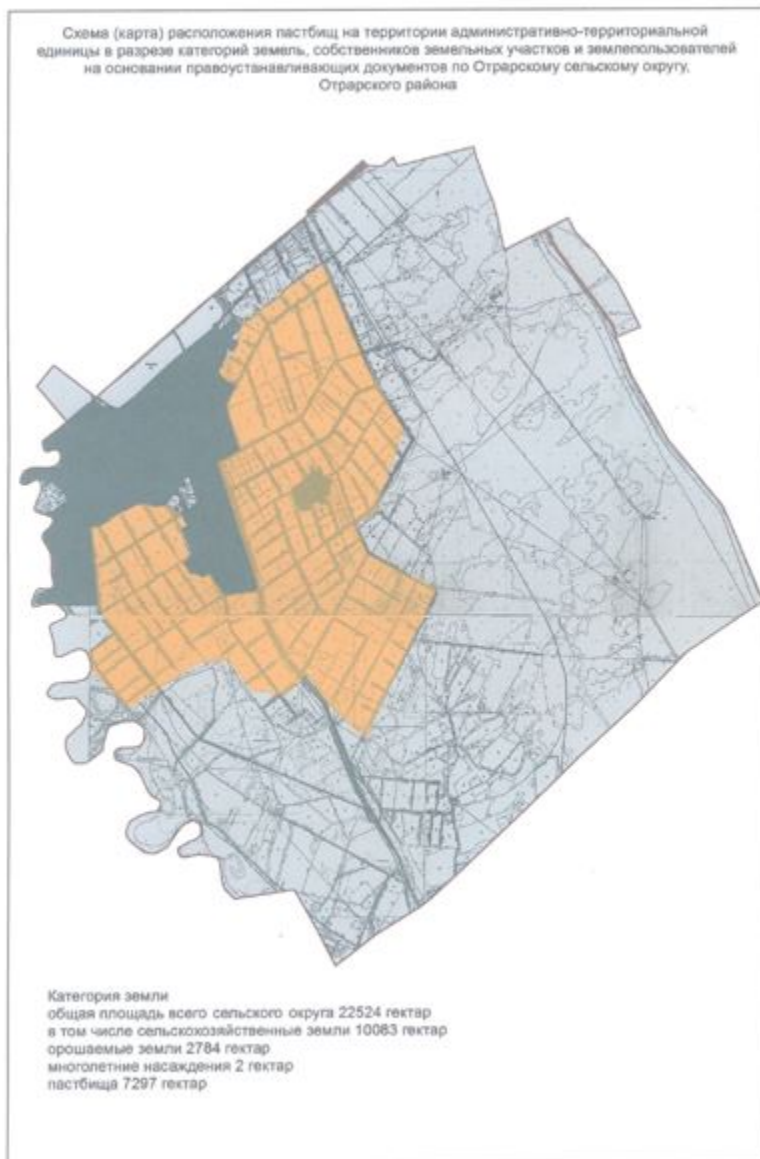 Схема (карта) расположения пастбищ на территории административно-территориальной
единицы в разрезе категорий земель, собственников земельных участков и землепользователей
на основании правоустанавливающих документов по Отрарскому сельскому округу,
Отрарского района
Категория земли
общая площадь всего сельского округа 22524 гектар
в том числе сельскохозяйственные земли 10083 гектар
орошаемые земли 2784 гектар
многолетние насаждения 2 гектар
пастбища 7297 гектар